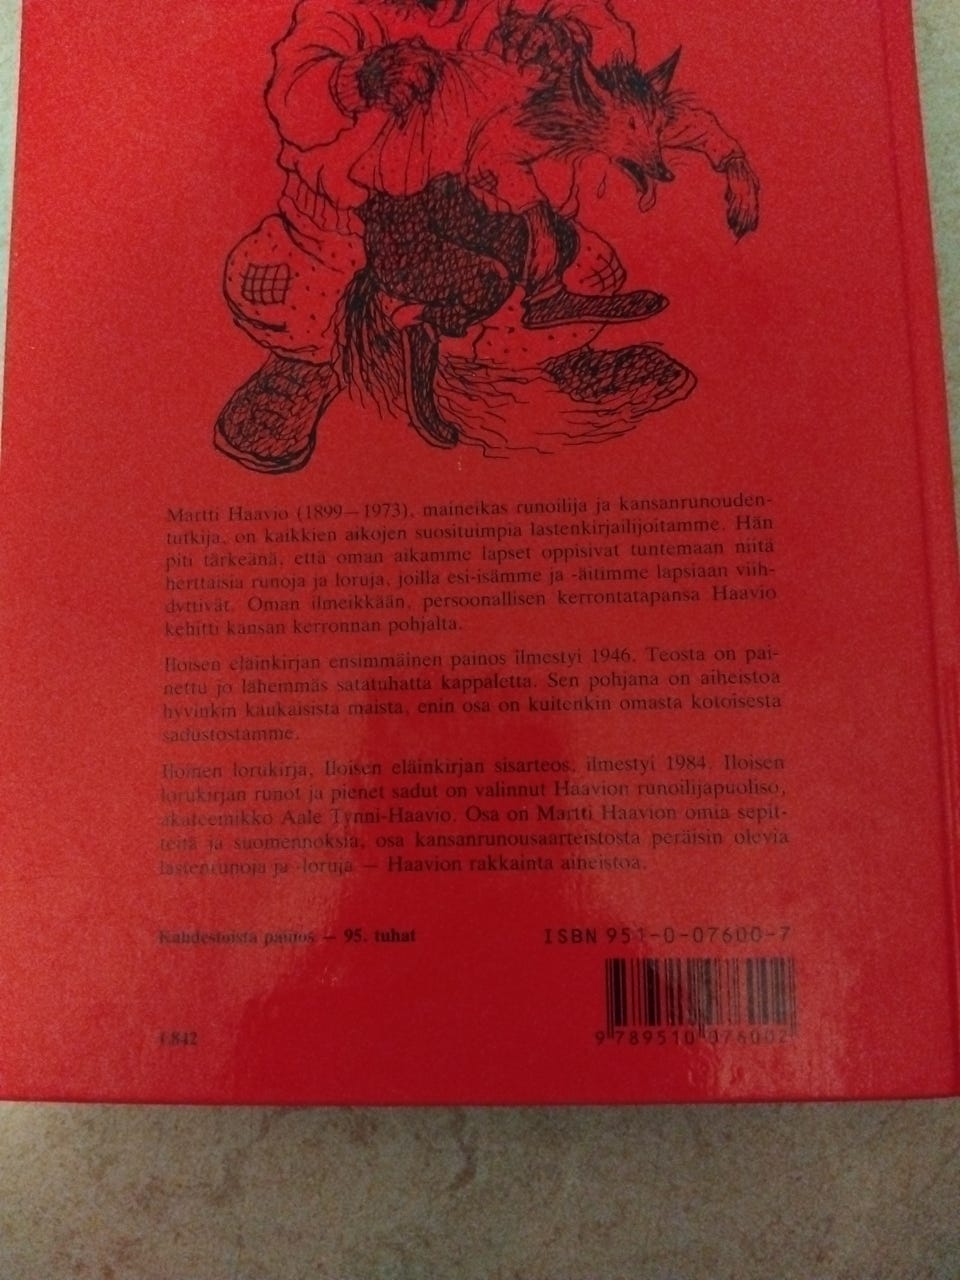 Martti Haavio (1899–1973), maineikas runoilija ja kansanrunouden-
tutkija, on kaikkien aikojen suosituimpia lastenkirjailijoitamme. Hän
piti tärkeänä, että oman aikamme lapset oppisivat tuntemaan niitä
herttaisia runoja ja loruja, joilla esi-isämme ja -äitimme lapsiaan viih-
dyttivät. Oman ilmeikkään, persoonallisen kerrontatapansa Haavio
kehitti kansan kerronnan pohjalta.
Iloisen eläinkirjan ensimmäinen painos ilmestyi 1946. Teosta on pai-
nettu jo lähemmäs satatuhatta kappaletta. Sen pohjana on aiheistoa
hyvinkin kaukaisista maista, enin osa on kuitenkin omasta kotoisesta
sadustostamme.
Iloinen lorukirja, Iloisen eläinkirjan sisarteos, ilmestyi 1984. Iloisen
lorukirjan runot ja pienet sadut on valinnut Haavion runoilijapuoliso,
akateemikko Aale Tynni-Haavio. Osa on Martti Haavion omia sepit-
teitä ja suomennoksia, osa kansanrunousaarteistosta peräisin olevia
lastenrunoja ja -loruja — Haavion rakkainta aiheistoa.
Kahdestoista painos — 95. tuhat
ISBN 951-0-07600-7
9 789510 076002
L842